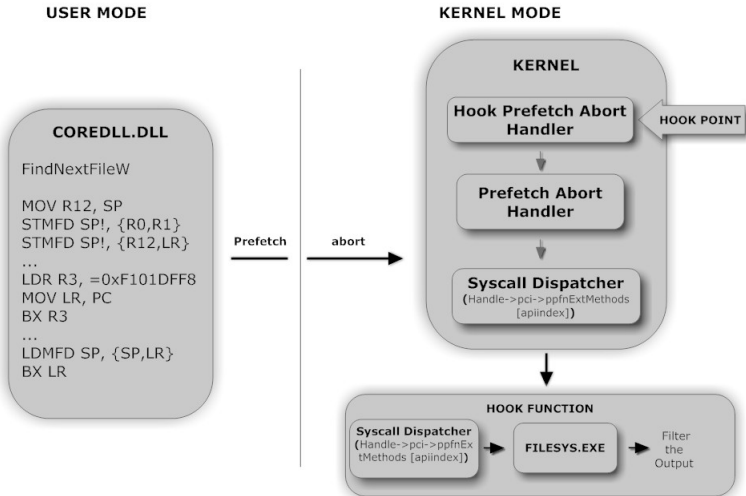 USER MODE
KERNEL MODE
COREDLL.DLL
FindNextFileW
MOV R12, SP
STMFD SP!, {R0,R1}
STMFD SP!, {R12,LR}
...
LDR R3, =0xF101DFF8
MOV LR, PC
BX R3
...
LDMFD SP, {SP,LR}
BX LR
Prefetch
abort
KERNEL
Hook Prefetch Abort
Handler
HOOK POINT
Prefetch Abort
Handler
Syscall Dispatcher
(Handle->pci->ppfnExtMethods
[apiindex])
HOOK FUNCTION
Syscall Dispatcher
(Handle->pci->ppfnEx
tMethods [apiindex])
FILESYS.EXE
Filter
the
Output